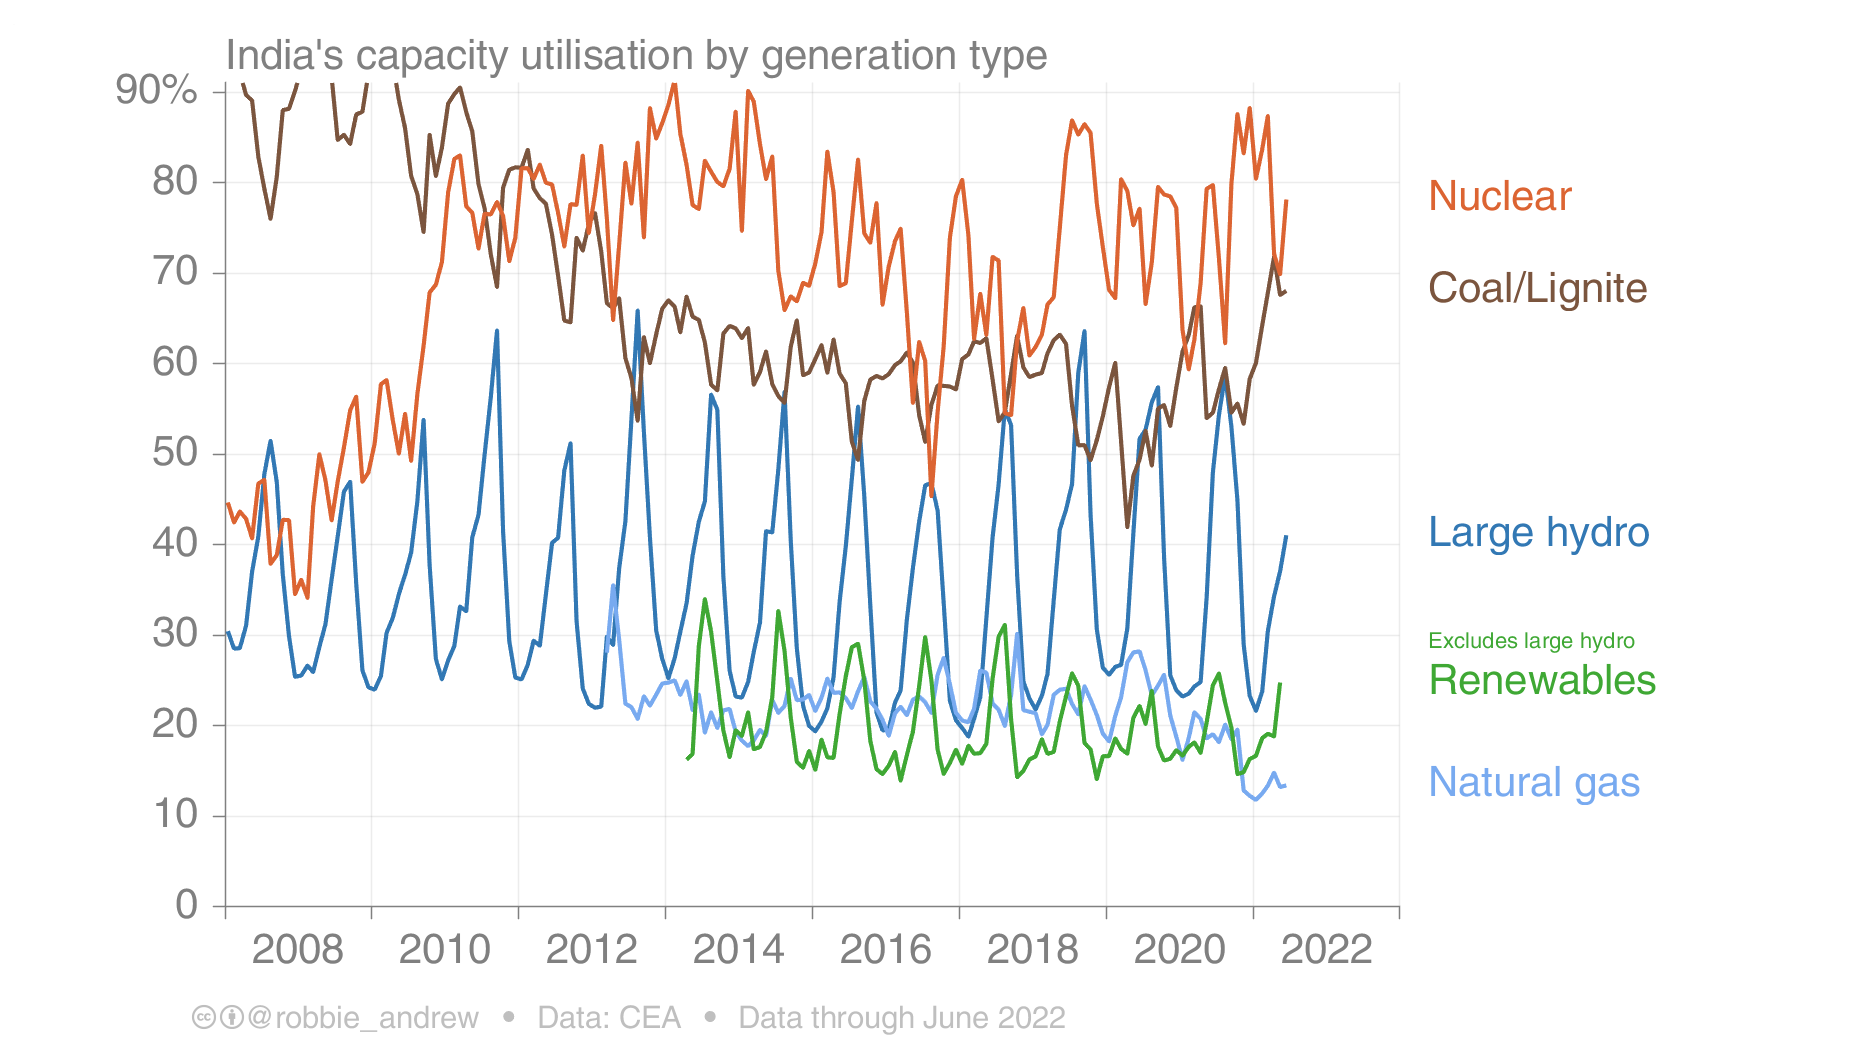 India's capacity utilisation by generation type
90%
80
70
60
50
40
30
20
10
0
2008 2010 2012 2014 2016 2018 2020 2022
Nuclear
Coal/Lignite
Large hydro
Excludes large hydro
Renewables
Natural gas
cc @robbie_andrew • Data: CEA • Data through June 2022